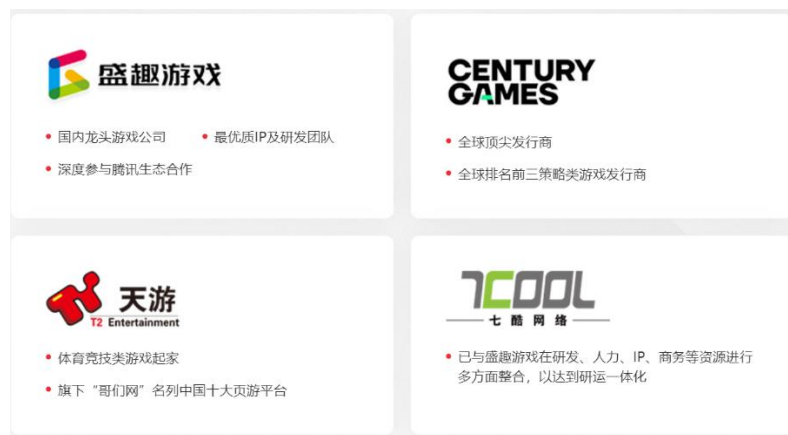 盛趣游戏
• 国内龙头游戏公司 • 最优质IP及研发团队
• 深度参与腾讯生态合作
CENTURY
GAMES
• 全球顶尖发行商
• 全球排名前三策略类游戏发行商
天游
T2 Entertainment
• 体育竞技类游戏起家
• 旗下“哥们网”名列中国十大页游平台
7COOL
七酷网络
• 已与盛趣游戏在研发、人力、IP、商务等资源进行
多方面整合，以达到研运一体化